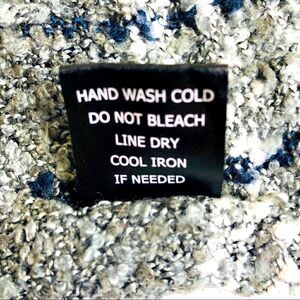 HAND WASH COLD
DO NOT BLEACH
LINE DRY
COOL IRON
IF NEEDED